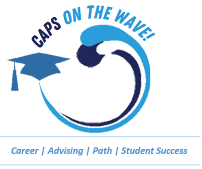 CAPS ON THE WAVE!
Career | Advising | Path | Student Success